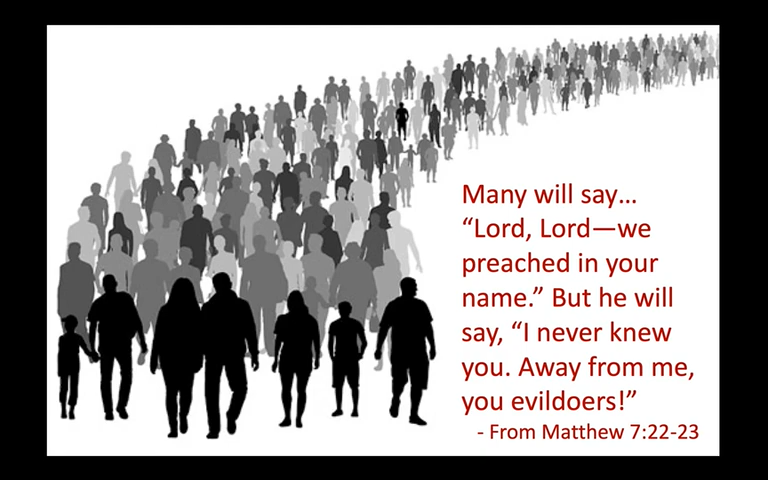 Many will say…
“Lord, Lord—we
preached in your
name.” But he will
say, “I never knew
you. Away from me,
you evildoers!”
- From Matthew 7:22-23